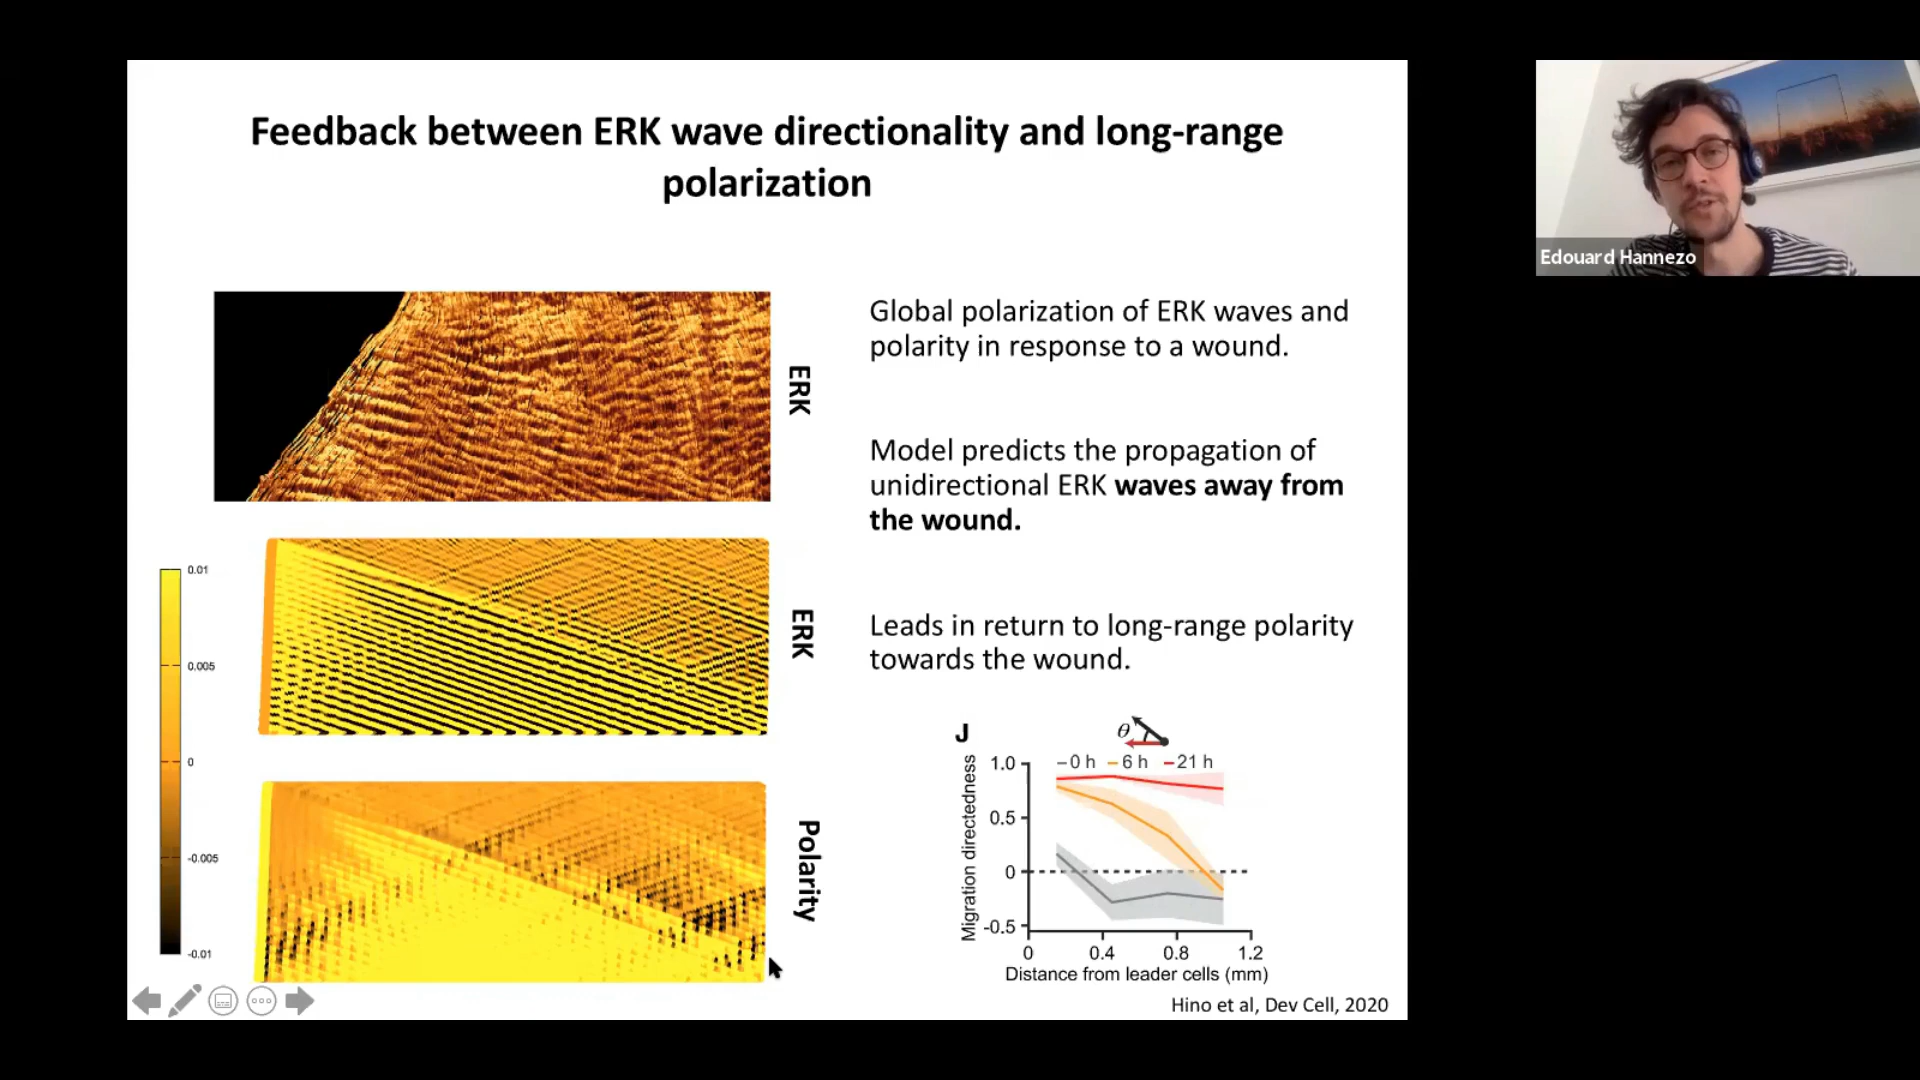 Feedback between ERK wave directionality and long-range
polarization
Edouard Hannezo
ERK
Global polarization of ERK waves and
polarity in response to a wound.
Model predicts the propagation of
unidirectional ERK waves away from
the wound.
0.01
0.005
0
-0.005
-0.01
ERK
Leads in return to long-range polarity
towards the wound.
Polarity
J
θ
0 h
6 h
21 h
Migration directedness
1.0
0.5
0
-0.5
0 0.4 0.8 1.2
Distance from leader cells (mm)
Hino et al, Dev Cell, 2020